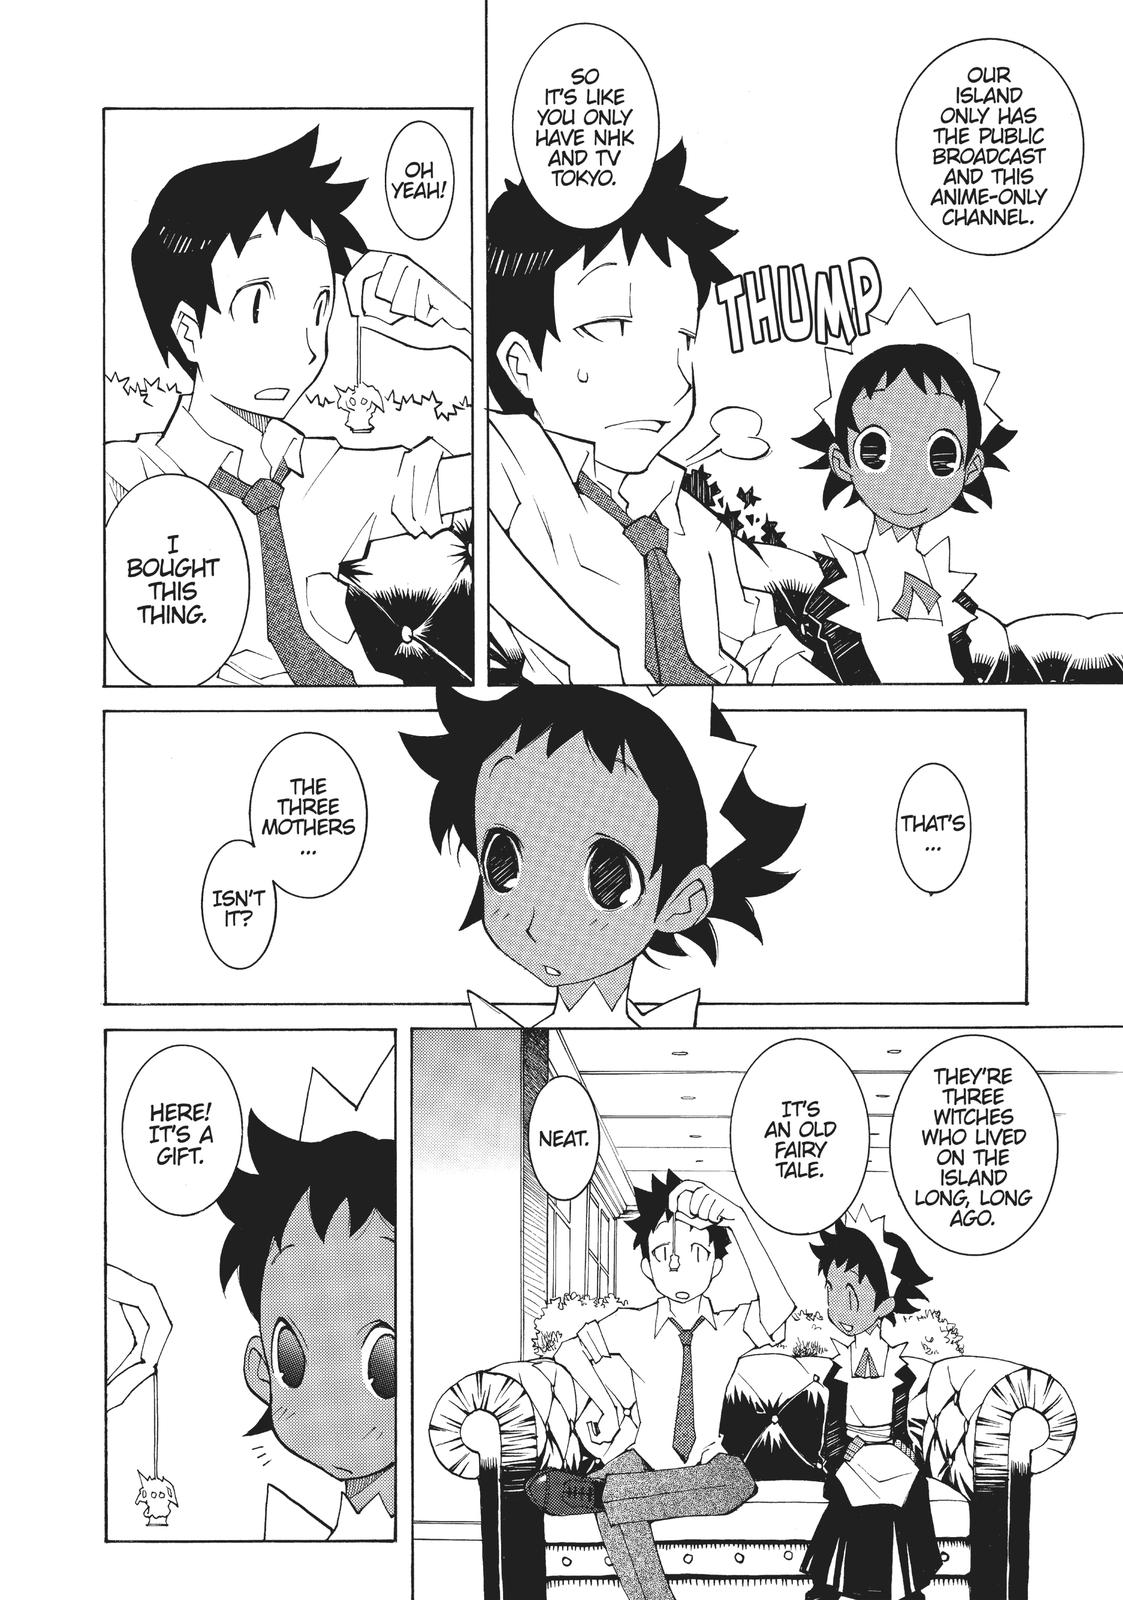 OUR
ISLAND
ONLY HAS
THE PUBLIC
BROADCAST
AND THIS
ANIME-ONLY
CHANNEL.
THUMP
SO
IT'S LIKE
YOU ONLY
HAVE NHK
AND TV
TOKYO.
OH
YEAH!
I
BOUGHT
THIS
THING.
THAT'S
...
THE
THREE
MOTHERS
...
ISN'T
IT?
THEY'RE
THREE
WITCHES
WHO LIVED
ON THE
ISLAND
LONG, LONG
AGO.
IT'S
AN OLD
FAIRY
TALE.
NEAT.
HERE!
IT'S A
GIFT.